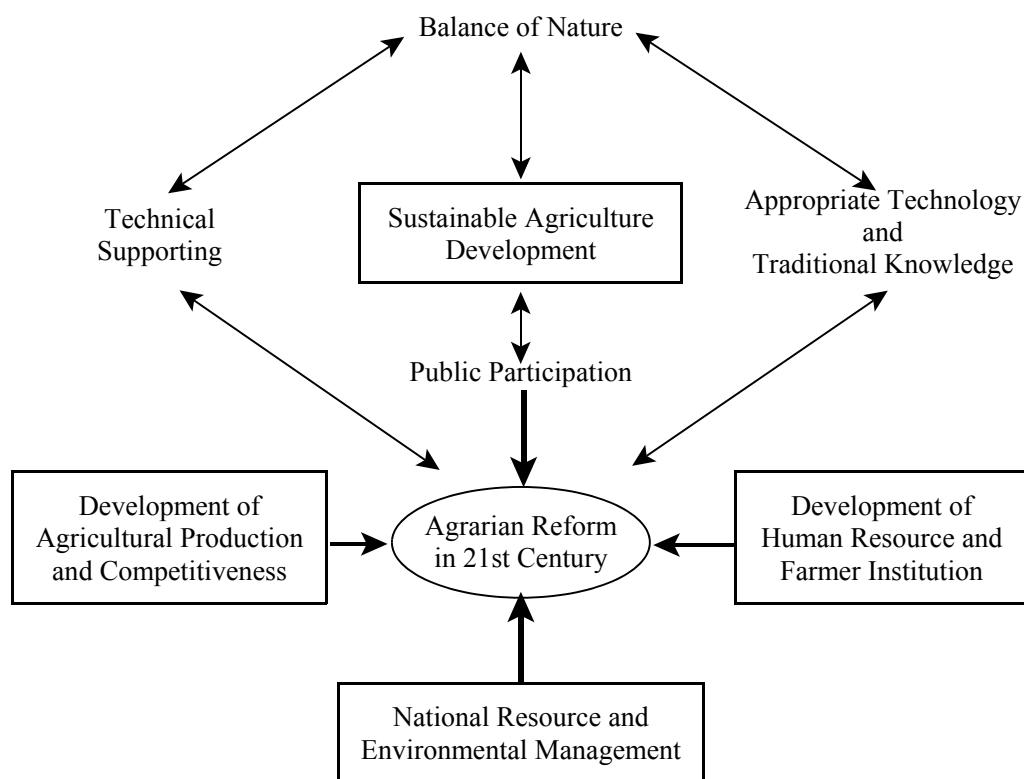 Balance of Nature
Technical
Supporting
Sustainable Agriculture
Development
Appropriate Technology
and
Traditional Knowledge
Public Participation
Development of
Agricultural Production
and Competitiveness
Agrarian Reform
in 21st Century
Development of
Human Resource and
Farmer Institution
National Resource and
Environmental Management